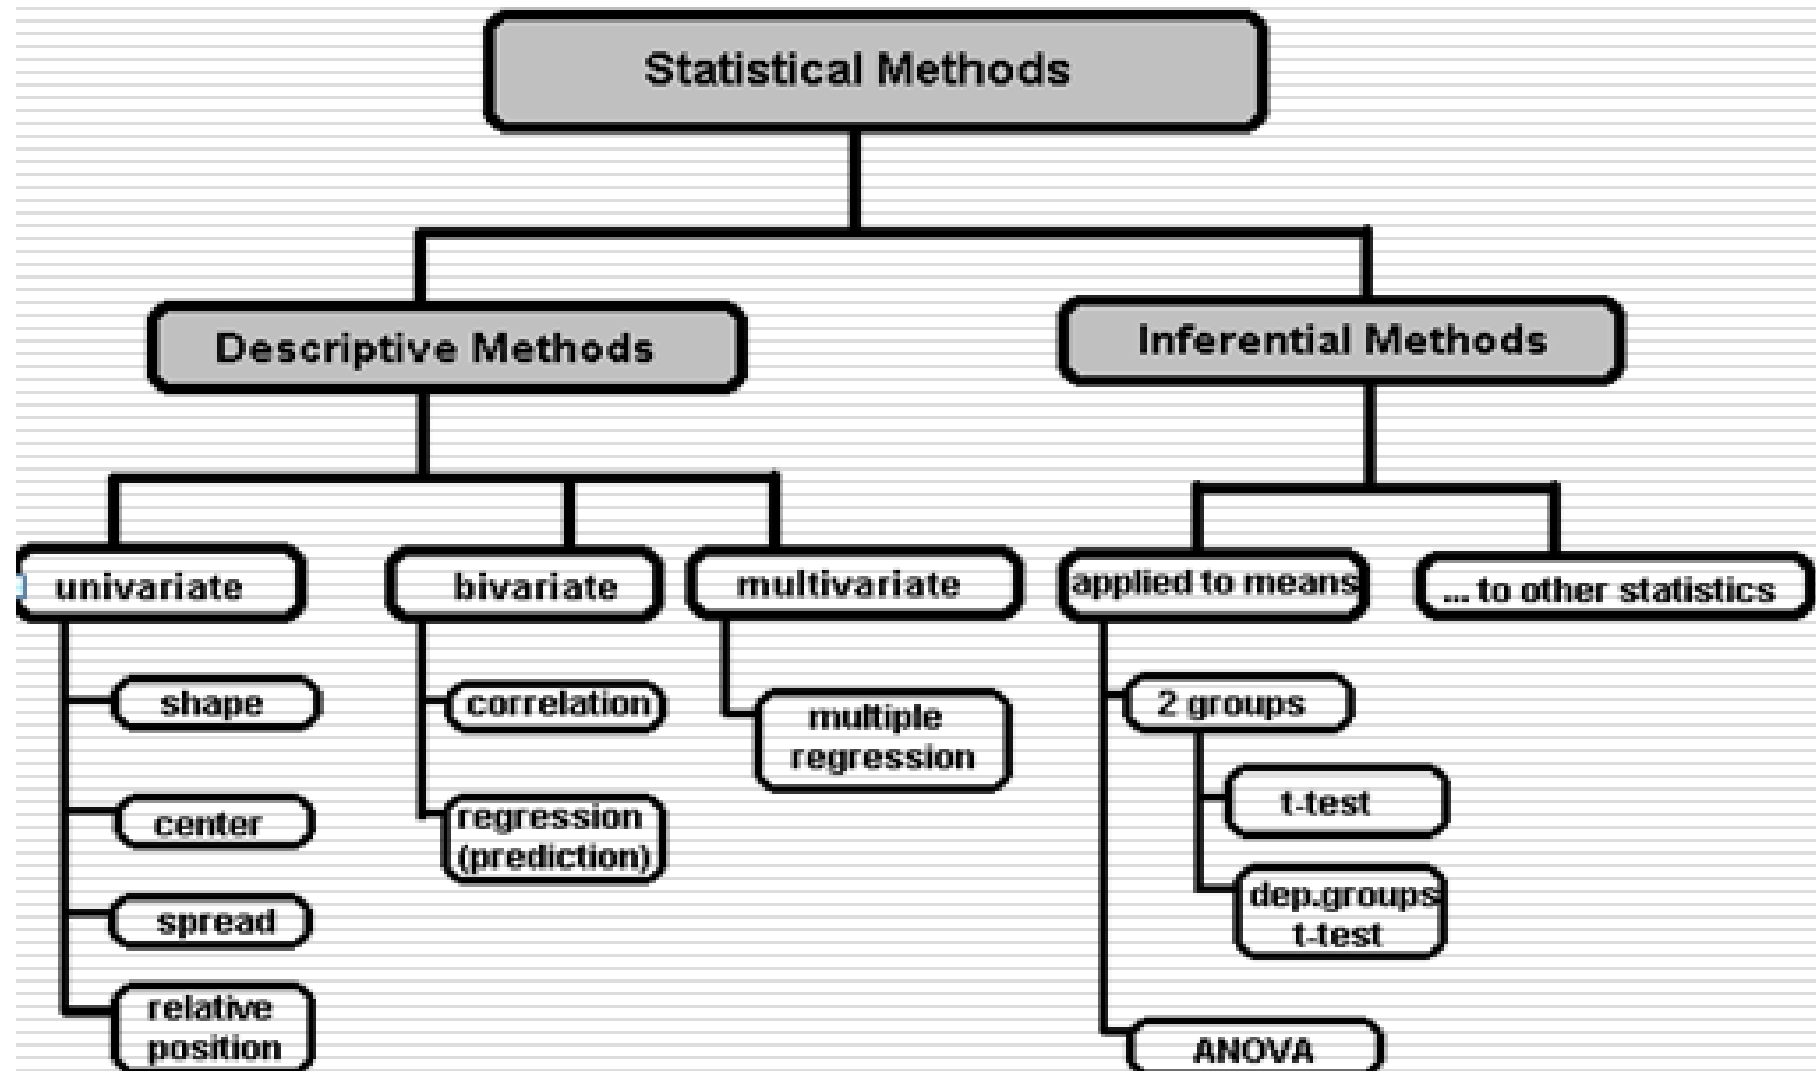 Statistical Methods
Descriptive Methods
Inferential Methods
univariate
bivariate
multivariate
applied to means
... to other statistics
shape
center
spread
relative
position
correlation
regression
(prediction)
multiple
regression
2 groups
t-test
dep.groups
t-test
ANOVA